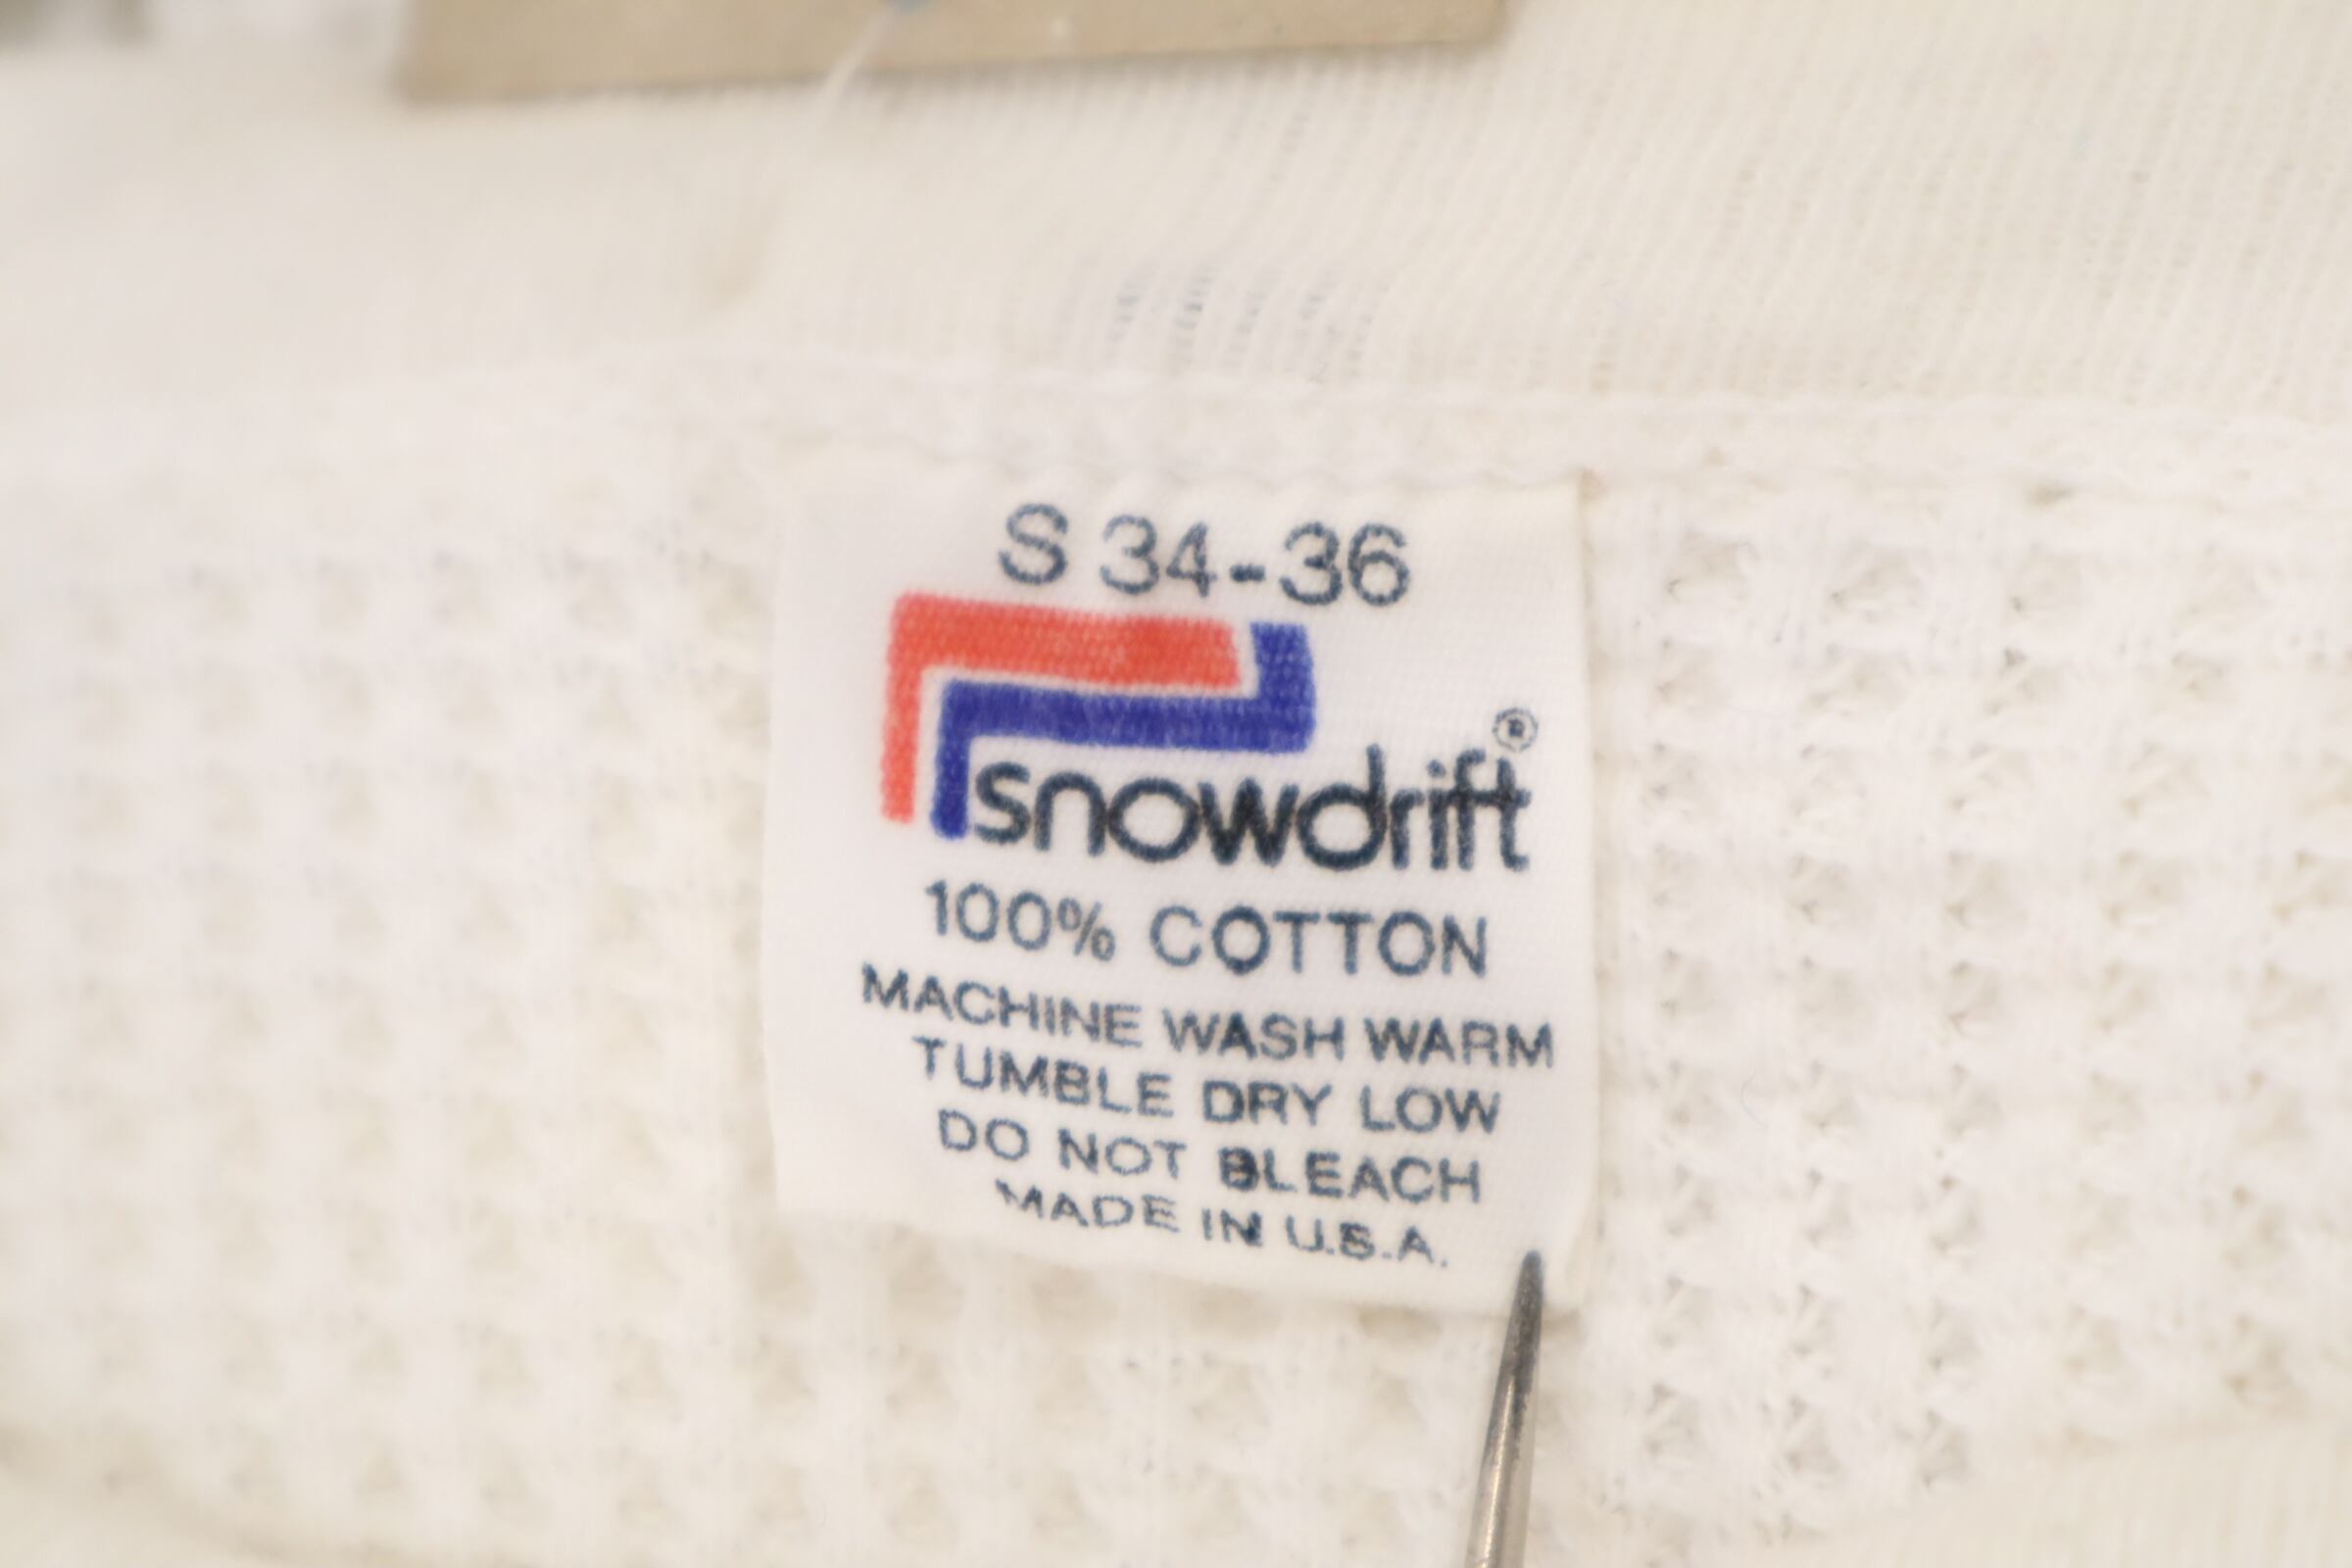 S 34-36
snowdrift®
100% COTTON
MACHINE WASH WARM
TUMBLE DRY LOW
DO NOT BLEACH
MADE IN U.S.A.